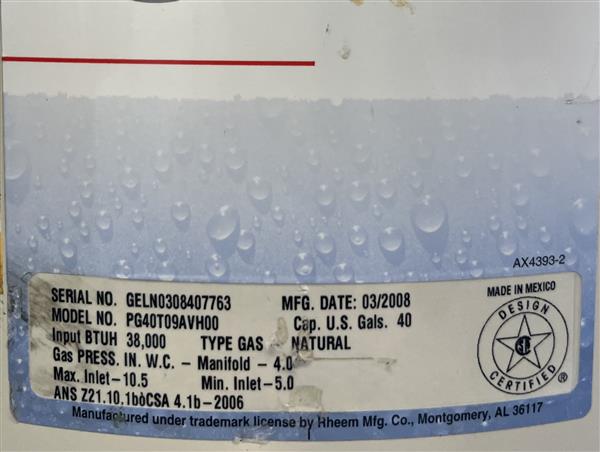 AX4393-2
SERIAL NO. GELN0308407763 MFG. DATE: 03/2008
MODEL NO. PG40T09AVH00 Cap. U.S. Gals. 40
Input BTUH 38,000 TYPE GAS NATURAL
Gas PRESS. IN. W.C. – Manifold – 4.0
Max. Inlet – 10.5 Min. Inlet – 5.0
ANS Z21.10.1bòCSA 4.1b – 2006
MADE IN MEXICO
DESIGN
CERTIFIED ®
Manufactured under trademark license by Rheem Mfg. Co., Montgomery, AL 36117